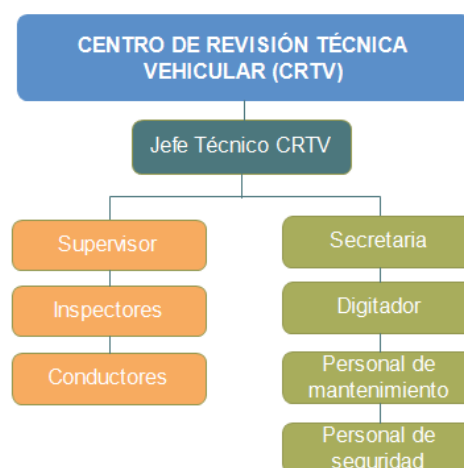 CENTRO DE REVISIÓN TÉCNICA
VEHICULAR (CRTV)
Jefe Técnico CRTV
Supervisor
Inspectores
Conductores
Secretaria
Digitador
Personal de
mantenimiento
Personal de
seguridad